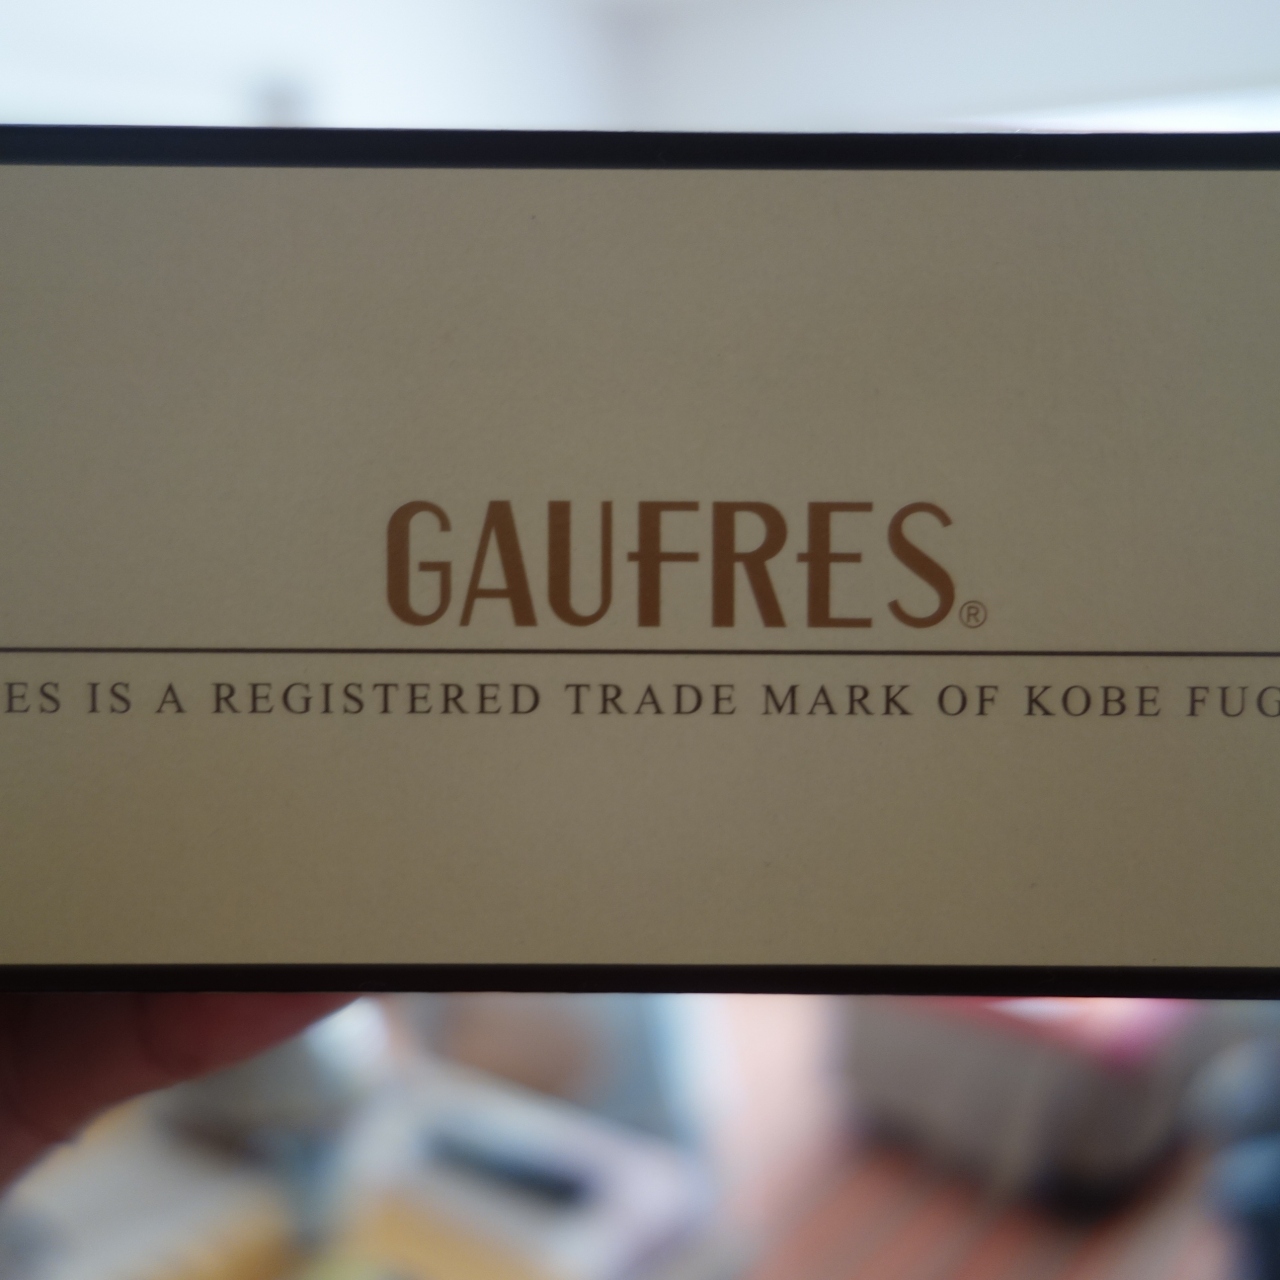 GAUFRES®
ES IS A REGISTERED TRADE MARK OF KOBE FUG